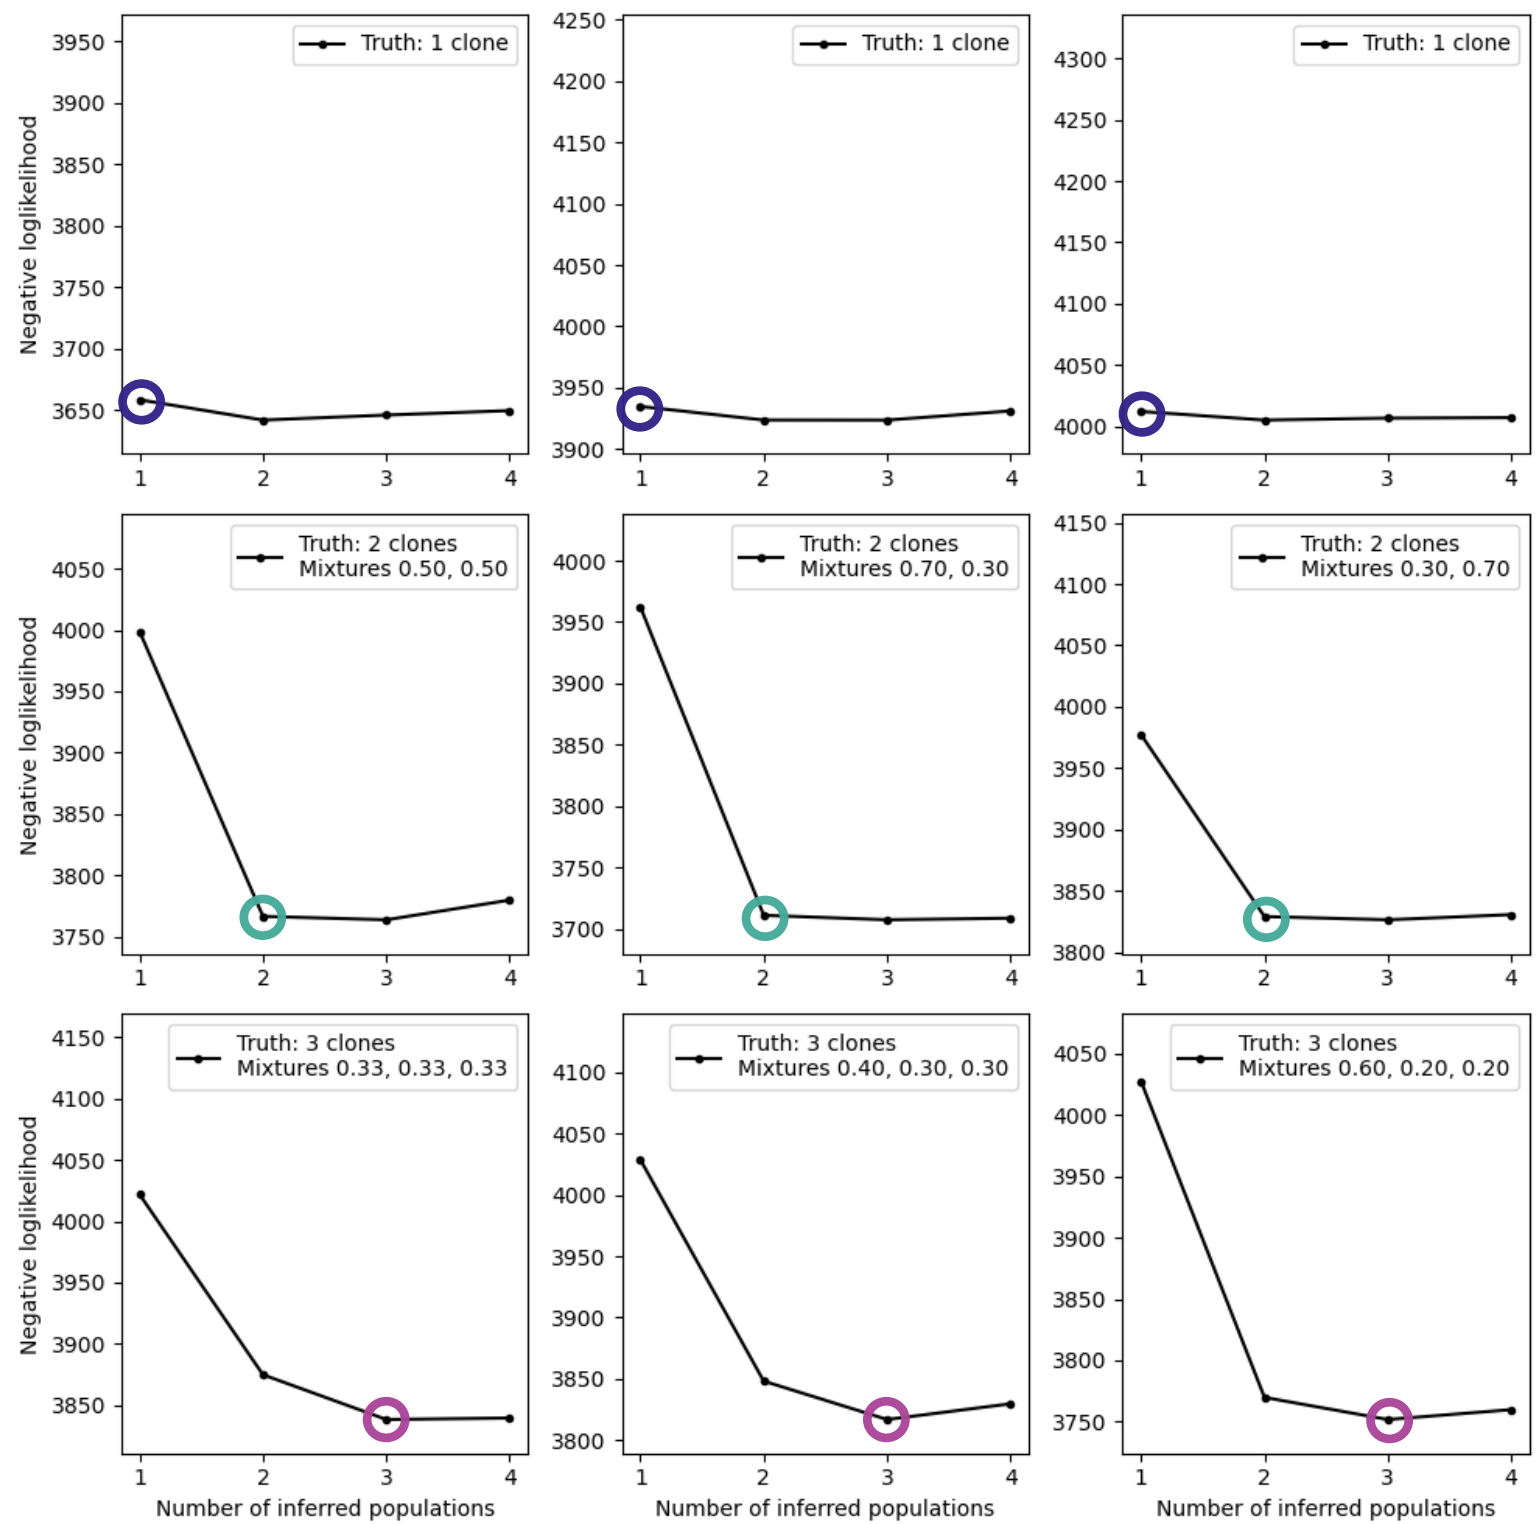 Truth: 1 clone
Negative loglikelihood
3950
3900
3850
3800
3750
3700
3650
1 2 3 4
Truth: 1 clone
4250
4200
4150
4100
4050
4000
3950
3900
1 2 3 4
Truth: 1 clone
4300
4250
4200
4150
4100
4050
4000
1 2 3 4
Truth: 2 clones
Mixtures 0.50, 0.50
Negative loglikelihood
4050
4000
3950
3900
3850
3800
3750
1 2 3 4
Truth: 2 clones
Mixtures 0.70, 0.30
4000
3950
3900
3850
3800
3750
3700
1 2 3 4
Truth: 2 clones
Mixtures 0.30, 0.70
4150
4100
4050
4000
3950
3900
3850
3800
1 2 3 4
Truth: 3 clones
Mixtures 0.33, 0.33, 0.33
Negative loglikelihood
4150
4100
4050
4000
3950
3900
3850
1 2 3 4
Number of inferred populations
Truth: 3 clones
Mixtures 0.40, 0.30, 0.30
4100
4050
4000
3950
3900
3850
3800
1 2 3 4
Number of inferred populations
Truth: 3 clones
Mixtures 0.60, 0.20, 0.20
4050
4000
3950
3900
3850
3800
3750
1 2 3 4
Number of inferred populations